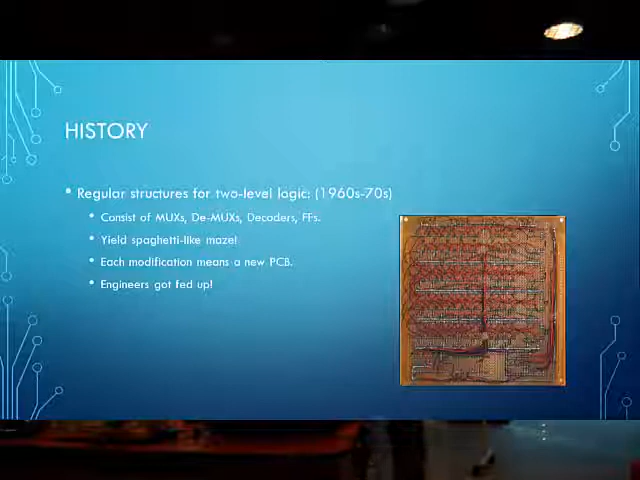 HISTORY
• Regular structures for two-level logic: (1960s-70s)
• Consist of MUXs, De-MUXs, Decoders, FFs.
• Yield spaghetti-like maze!
• Each modification means a new PCB.
• Engineers got fed up!